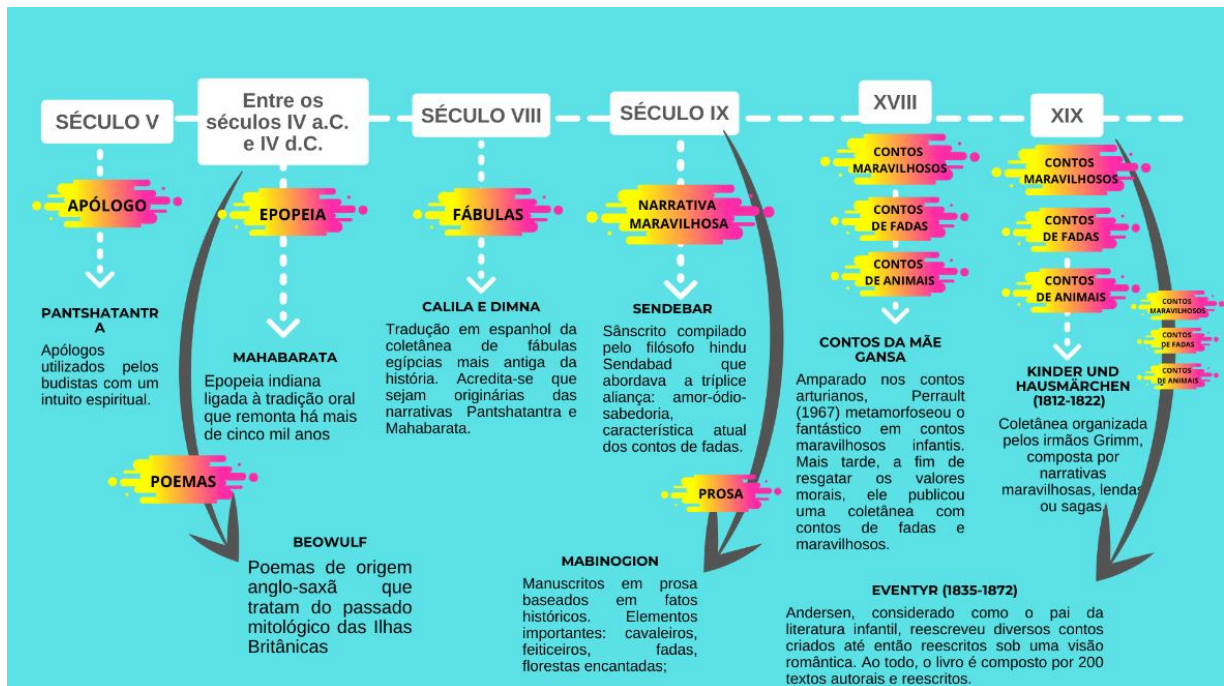 SÉCULO V
APÓLOGO
PANTSHATANTR
A
Apólogos
utilizados pelos
budistas com um
intuito espiritual.
Entre os
séculos IV a.C.
e IV d.C.
EPOPEIA
MAHABARATA
Epopeia indiana
ligada à tradição oral
que remonta há mais
de cinco mil anos
POEMAS
BEOWULF
Poemas de origem
anglo-saxã que
tratam do passado
mitológico das Ilhas
Britânicas
SÉCULO VIII
FÁBULAS
CALILA E DIMNA
Tradução em espanhol da
coletânea de fábulas
egípcias mais antiga da
história. Acredita-se que
sejam originárias das
narrativas Pantshatantra e
Mahabarata.
SÉCULO IX
NARRATIVA
MARAVILHOSA
SENDEBAR
Sânscrito compilado
pelo filósofo hindu
Sendabad que
abordava a tríplice
aliança: amor-ódio-
sabedoria,
característica atual
dos contos de fadas.
PROSA
MABINOGION
Manuscritos em prosa
baseados em fatos
históricos. Elementos
importantes: cavaleiros,
feiticeiros, fadas,
florestas encantadas;
XVIII
CONTOS
MARAVILHOSOS
CONTOS
DE FADAS
CONTOS
DE ANIMAIS
CONTOS DA MÃE
GANSA
Amparado nos contos
arturianos, Perrault
(1967) metamorfoseou o
fantástico em contos
maravilhosos infantis.
Mais tarde, a fim de
resgatar os valores
morais, ele publicou
uma coletânea com
contos de fadas e
maravilhosos.
XIX
CONTOS
MARAVILHOSOS
CONTOS
DE FADAS
CONTOS
DE ANIMAIS
KINDER UND
HAUSMÄRCHEN
(1812-1822)
Coletânea organizada
pelos irmãos Grimm,
composta por
narrativas
maravilhosas, lendas
ou sagas
CONTOS
MARAVILHOSOS
CONTOS
DE FADAS
CONTOS
DE ANIMAIS
EVENTYR (1835-1872)
Andersen, considerado como o pai da
literatura infantil, reescreveu diversos contos
criados até então reescritos sob uma visão
romântica. Ao todo, o livro é composto por 200
textos autorais e reescritos.